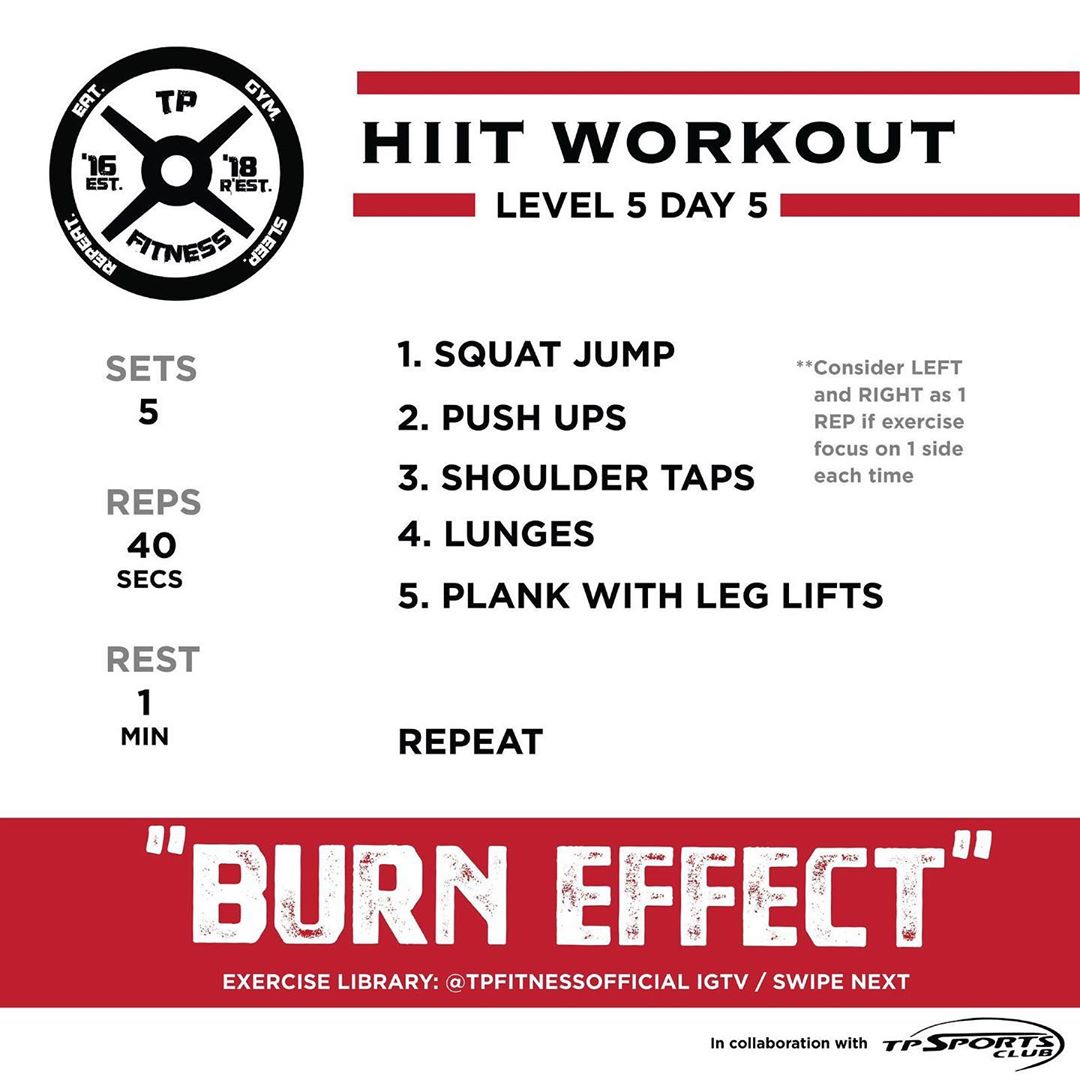 EAT.
GYM.
TP
'16
EST.
'18
R'EST.
FITNESS
REPEAT.
SLEEP.
HIIT WORKOUT
LEVEL 5 DAY 5
SETS
5
REPS
40
SECS
REST
1
MIN
1. SQUAT JUMP
2. PUSH UPS
3. SHOULDER TAPS
4. LUNGES
5. PLANK WITH LEG LIFTS
**Consider LEFT
and RIGHT as 1
REP if exercise
focus on 1 side
each time
REPEAT
"BURN EFFECT"
EXERCISE LIBRARY: @TPFITNESSOFFICIAL IGTV / SWIPE NEXT
In collaboration with TP SPORTS
CLUB